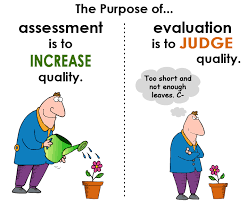 The Purpose of...
assessment
is to
INCREASE
quality.
evaluation
is to JUDGE
quality.
Too short and
not enough
leaves. C-